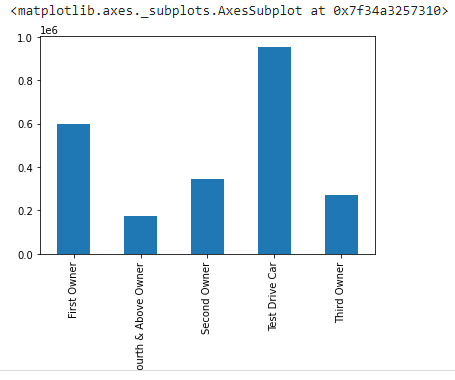 <matplotlib.axes._subplots.AxesSubplot at 0x7f34a3257310>
1e6
1.0
0.8
0.6
0.4
0.2
0.0
First Owner
ourth & Above Owner
Second Owner
Test Drive Car
Third Owner